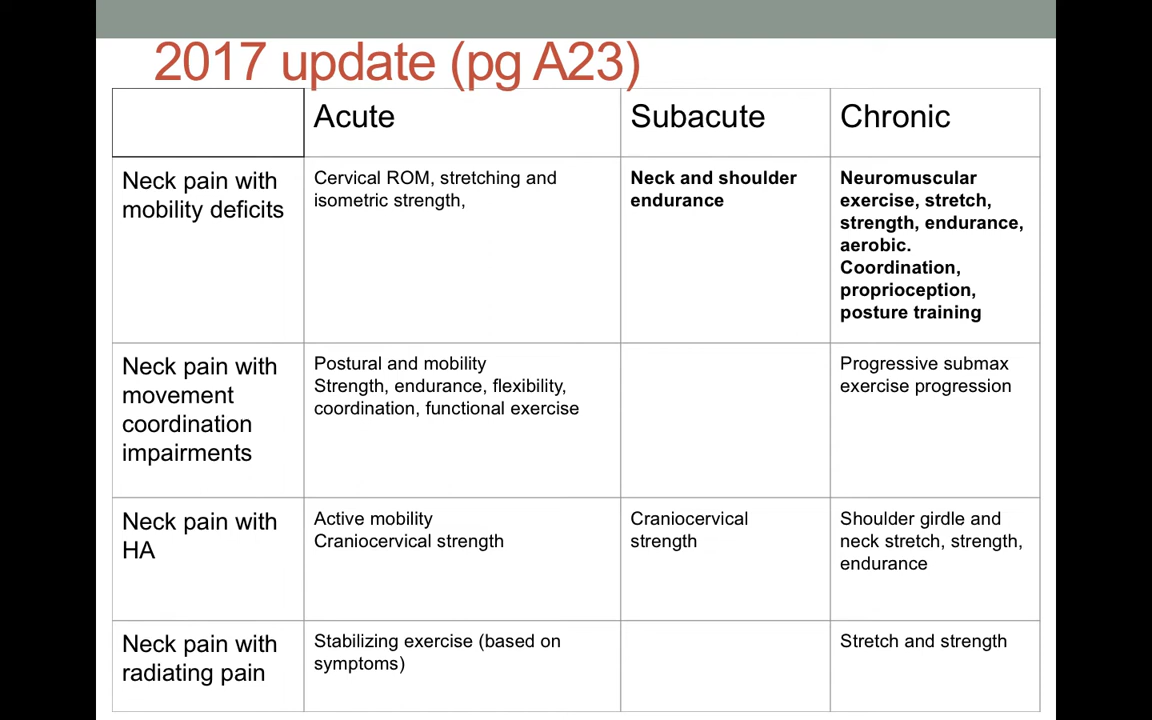 2017 update (pg A23)
Acute
Subacute
Chronic
Neck pain with
mobility deficits
Cervical ROM, stretching and
isometric strength,
Neck and shoulder
endurance
Neuromuscular
exercise, stretch,
strength, endurance,
aerobic.
Coordination,
proprioception,
posture training
Neck pain with
movement
coordination
impairments
Postural and mobility
Strength, endurance, flexibility,
coordination, functional exercise
Progressive submax
exercise progression
Neck pain with
HA
Active mobility
Craniocervical strength
Craniocervical
strength
Shoulder girdle and
neck stretch, strength,
endurance
Neck pain with
radiating pain
Stabilizing exercise (based on
symptoms)
Stretch and strength